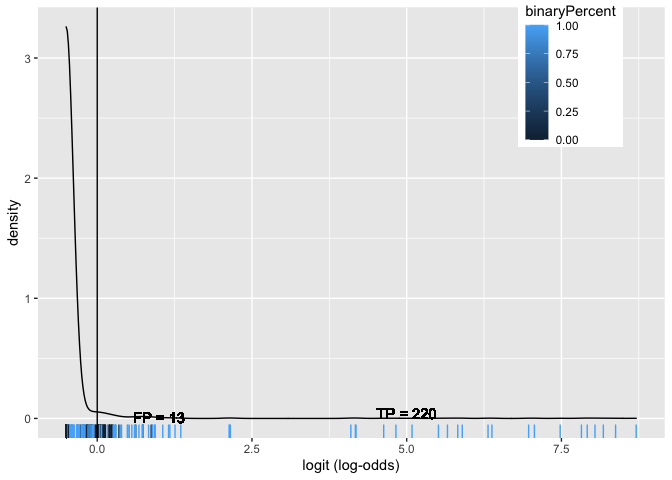 binaryPercent
1.00
0.75
0.50
0.25
0.00
3
2
1
0
density
FP = 13
TP = 220
0.0 2.5 5.0 7.5
logit (log-odds)